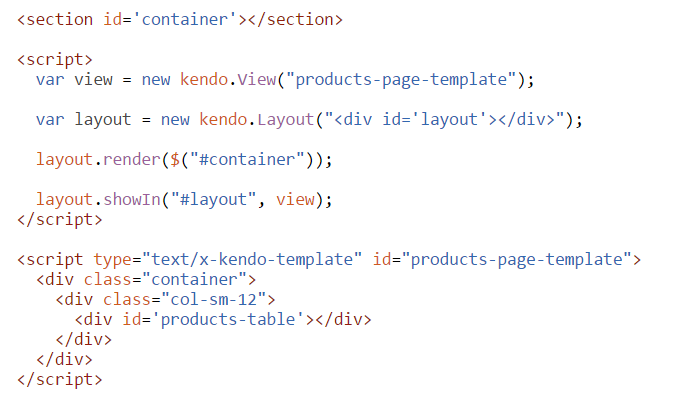 <section id='container'></section>
<script>
var view = new kendo.View("products-page-template");
var layout = new kendo.Layout("<div id='layout'></div>");
layout.render($("#container"));
layout.showIn("#layout", view);
</script>
<script type="text/x-kendo-template" id="products-page-template">
<div class="container">
<div class="col-sm-12">
<div id='products-table'></div>
</div>
</div>
</script>